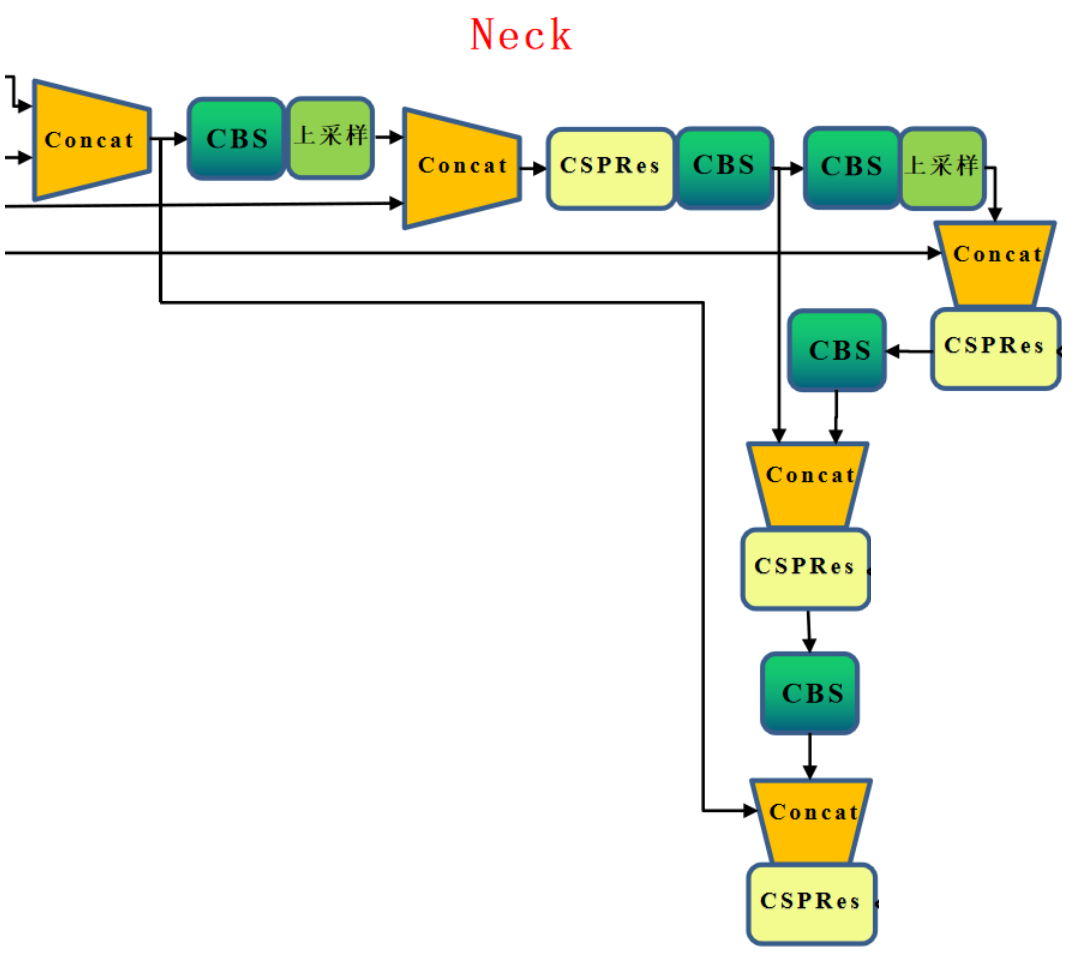 Neck
Concat
CBS
上采样
Concat
CSPRes
CBS
CBS
上采样
Concat
CSPRes
CBS
Concat
CSPRes
CBS
Concat
CSPRes